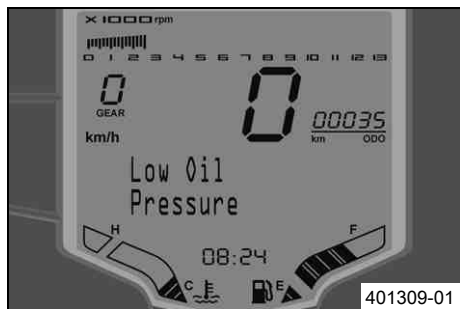 X1000 rpm
0 1 2 3 4 5 6 7 8 9 10 11 12 13
0
GEAR
0
00035
km ODO
km/h
Low Oil
Pressure
H
F
08:24
C
E
401309-01